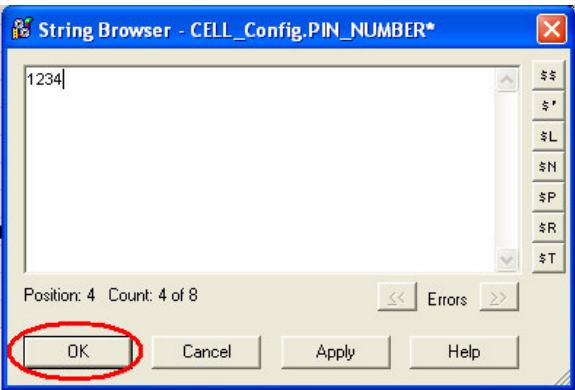 String Browser - CELL_Config.PIN_NUMBER*
1234
$$
$'
$L
$N
$P
$R
$T
Position: 4 Count: 4 of 8
<< Errors >>
OK Cancel Apply Help